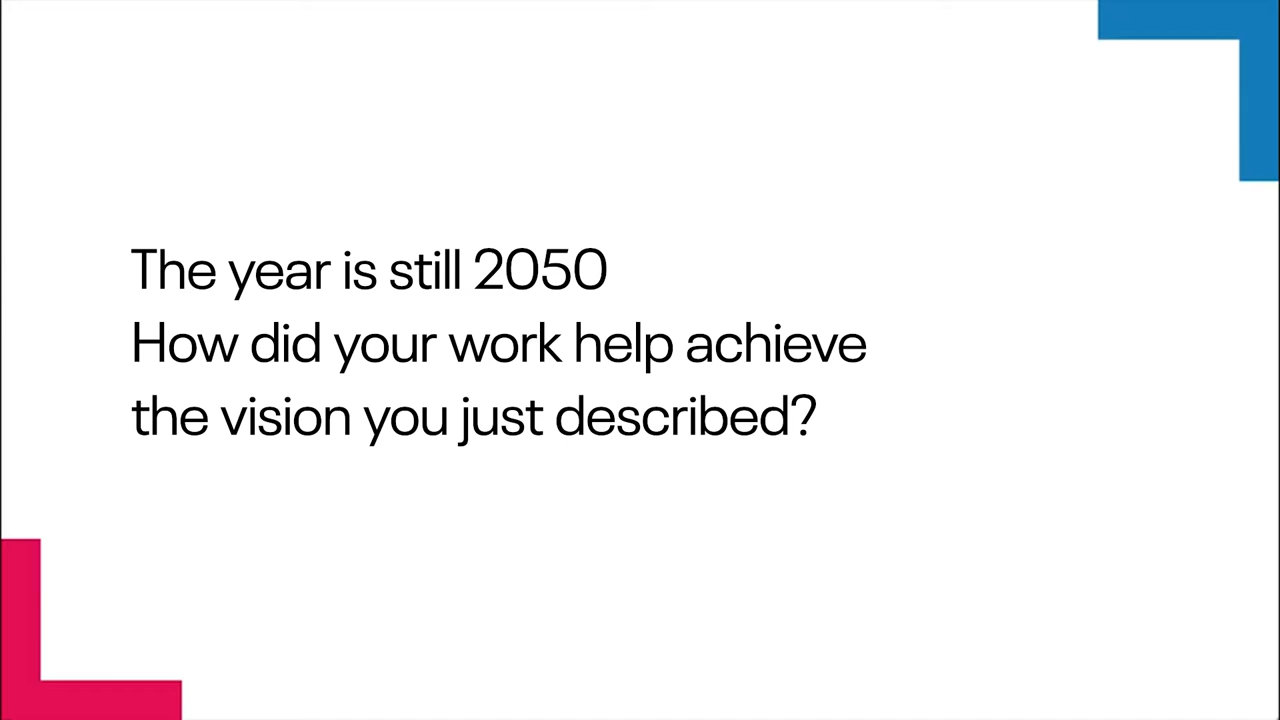 The year is still 2050
How did your work help achieve
the vision you just described?